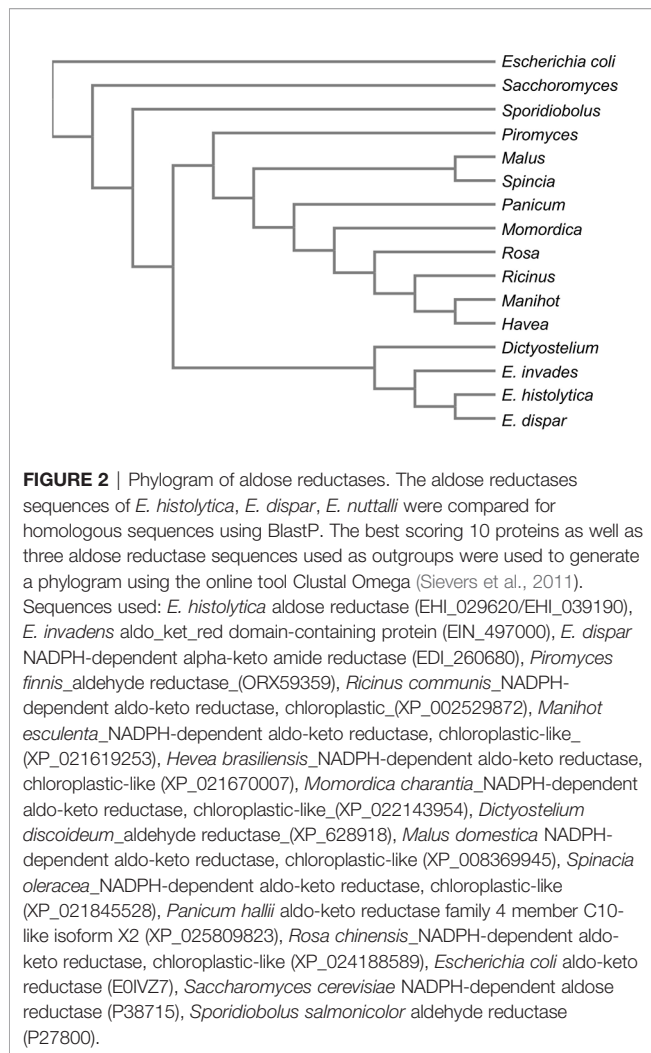 Escherichia coli
Sacchoromyces
Sporidiobolus
Piromyces
Malus
Spincia
Panicum
Momordica
Rosa
Ricinus
Manihot
Havea
Dictyostelium
E. invades
E. histolytica
E. dispar
FIGURE 2 | Phylogram of aldose reductases. The aldose reductases
sequences of E. histolytica, E. dispar, E. nuttalli were compared for
homologous sequences using BlastP. The best scoring 10 proteins as well as
three aldose reductase sequences used as outgroups were used to generate
a phylogram using the online tool Clustal Omega (Sievers et al., 2011).
Sequences used: E. histolytica aldose reductase (EHI_029620/EHI_039190),
E. invadens aldo_ket_red domain-containing protein (EIN_497000), E. dispar
NADPH-dependent alpha-keto amide reductase (EDI_260680), Piromyces
finnis_aldehyde reductase_(ORX59359), Ricinus communis_NADPH-
dependent aldo-keto reductase, chloroplastic_(XP_002529872), Manihot
esculenta_NADPH-dependent aldo-keto reductase, chloroplastic-like_
(XP_021619253), Hevea brasiliensis_NADPH-dependent aldo-keto reductase,
chloroplastic-like (XP_021670007), Momordica charantia_NADPH-dependent
aldo-keto reductase, chloroplastic-like_(XP_022143954), Dictyostelium
discoideum_aldehyde reductase_(XP_628918), Malus domestica NADPH-
dependent aldo-keto reductase, chloroplastic-like (XP_008369945), Spinacia
oleracea_NADPH-dependent aldo-keto reductase, chloroplastic-like
(XP_021845528), Panicum hallii aldo-keto reductase family 4 member C10-
like isoform X2 (XP_025809823), Rosa chinensis_NADPH-dependent aldo-
keto reductase, chloroplastic-like (XP_024188589), Escherichia coli aldo-keto
reductase (E0IVZ7), Saccharomyces cerevisiae NADPH-dependent aldose
reductase (P38715), Sporidiobolus salmonicolor aldehyde reductase
(P27800).